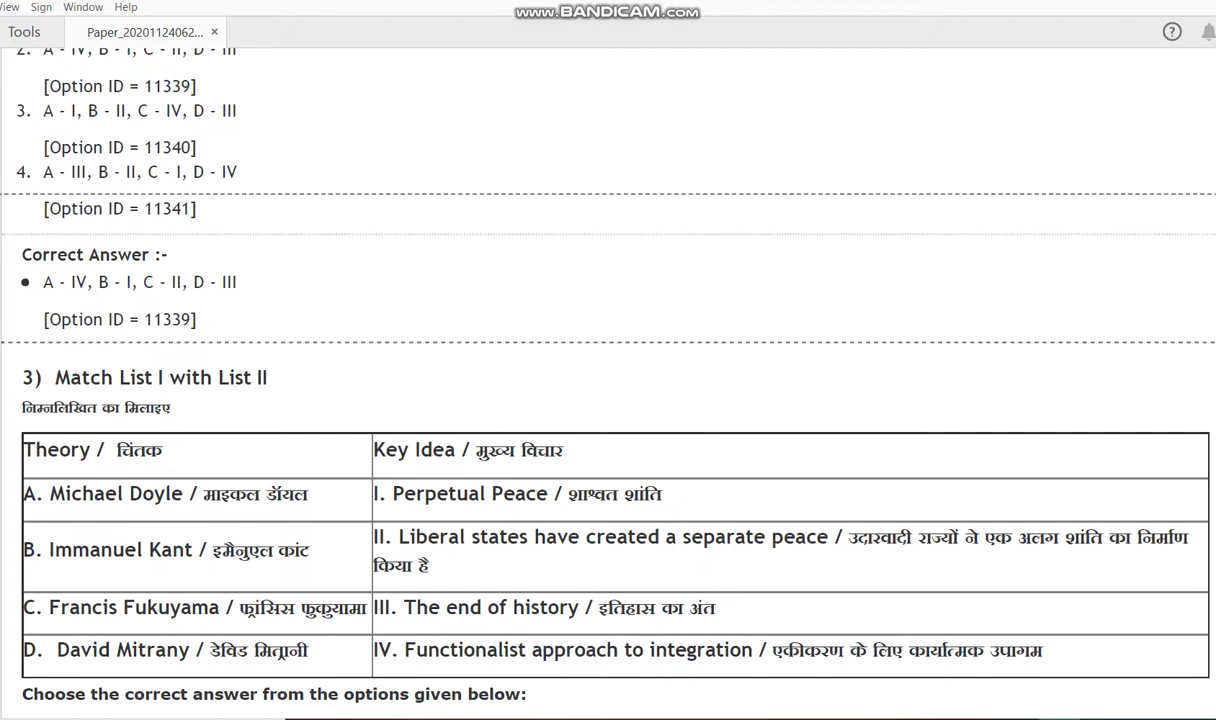 View Sign Window Help
www.BANDICAM.com
Tools Paper_20201124062... ×
2. A - IV, B - I, C - II, D - III
[Option ID = 11339]
3. A - I, B - II, C - IV, D - III
[Option ID = 11340]
4. A - III, B - II, C - I, D - IV
[Option ID = 11341]
Correct Answer :-
• A - IV, B - I, C - II, D - III
[Option ID = 11339]
3) Match List I with List II
निम्नलिखित का मिलाइए
Theory / चिंतक Key Idea / मुख्य विचार
A. Michael Doyle / माइकल डॉयल I. Perpetual Peace / शाश्वत शांति
B. Immanuel Kant / इमैनुएल कांट II. Liberal states have created a separate peace / उदारवादी राज्यों ने एक अलग शांति का निर्माण
किया है
C. Francis Fukuyama / फ्रांसिस फुकुयामा III. The end of history / इतिहास का अंत
D. David Mitrany / डेविड मित्रानी IV. Functionalist approach to integration / एकीकरण के लिए कार्यात्मक उपागम
Choose the correct answer from the options given below: